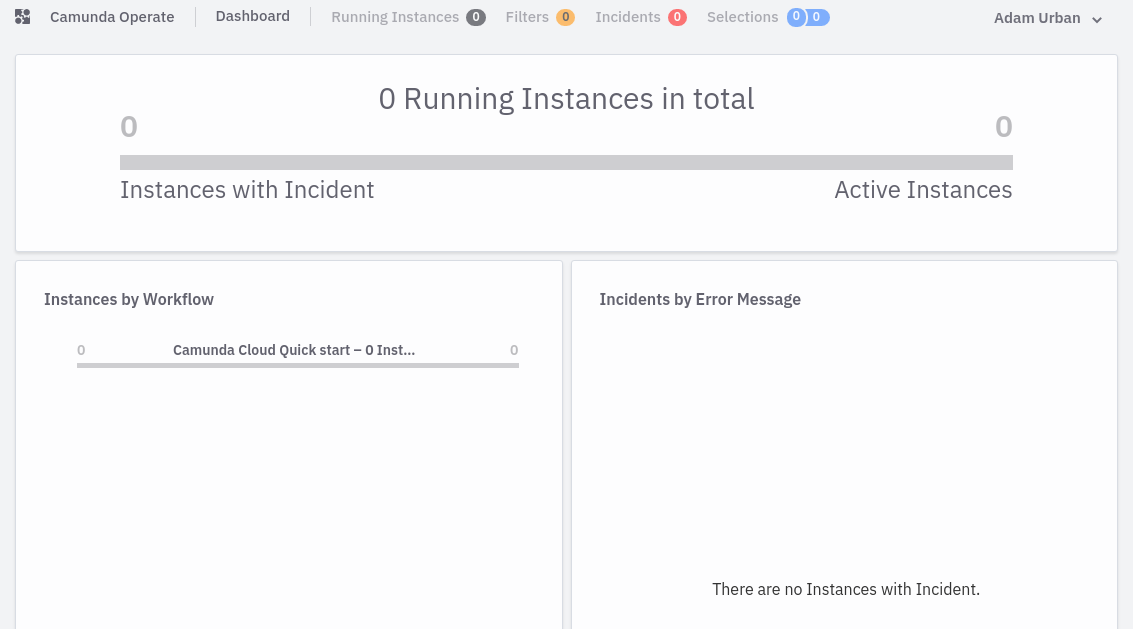 Camunda Operate Dashboard Running Instances 0 Filters 0 Incidents 0 Selections 0 0 Adam Urban
0 Running Instances in total
0 0
Instances with Incident Active Instances
Instances by Workflow
0 Camunda Cloud Quick start – 0 Inst... 0
Incidents by Error Message
There are no Instances with Incident.